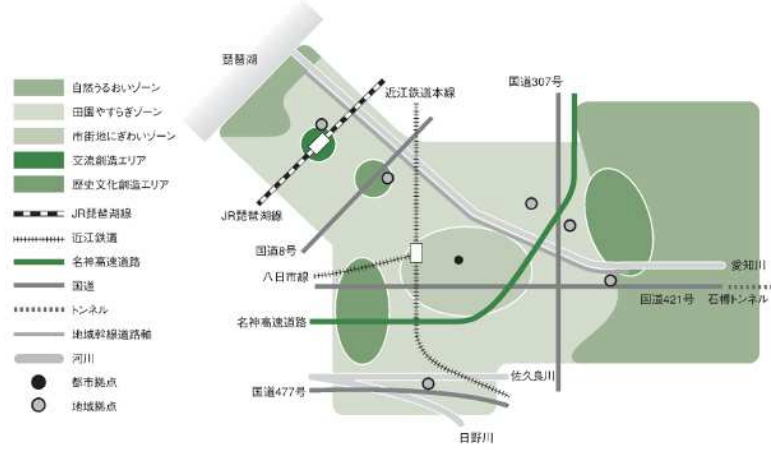 琵琶湖
国道307号
近江鉄道本線
自然うるおいゾーン
田園やすらぎゾーン
市街地にぎわいゾーン
交流創造エリア
歴史文化創造エリア
JR琵琶湖線
近江鉄道
名神高速道路
国道
トンネル
地域幹線道路軸
河川
都市拠点
地域拠点
JR琵琶湖線
国道8号
八日市線
愛知川
国道421号
石榑トンネル
名神高速道路
佐久良川
国道477号
日野川